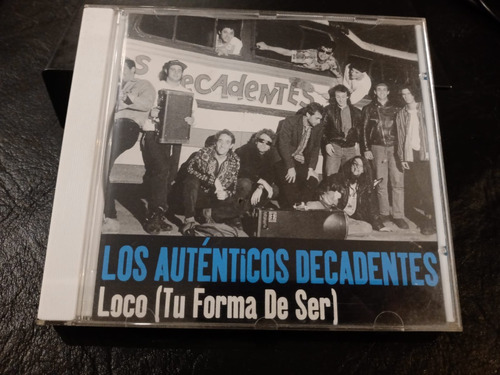 S DECADENTES
LOS AUTÉNTiCOS DECADENTES
Loco (Tu Forma De Ser)